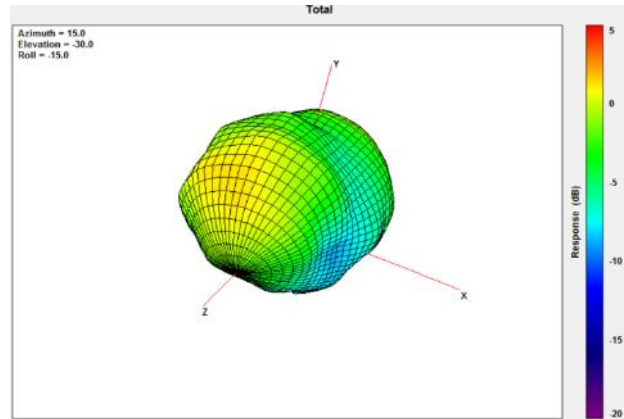 Total
Azimuth = 15.0
Elevation = -30.0
Roll = -15.0
Y
X
Z
5
0
-5
-10
-15
-20
Response (dB)